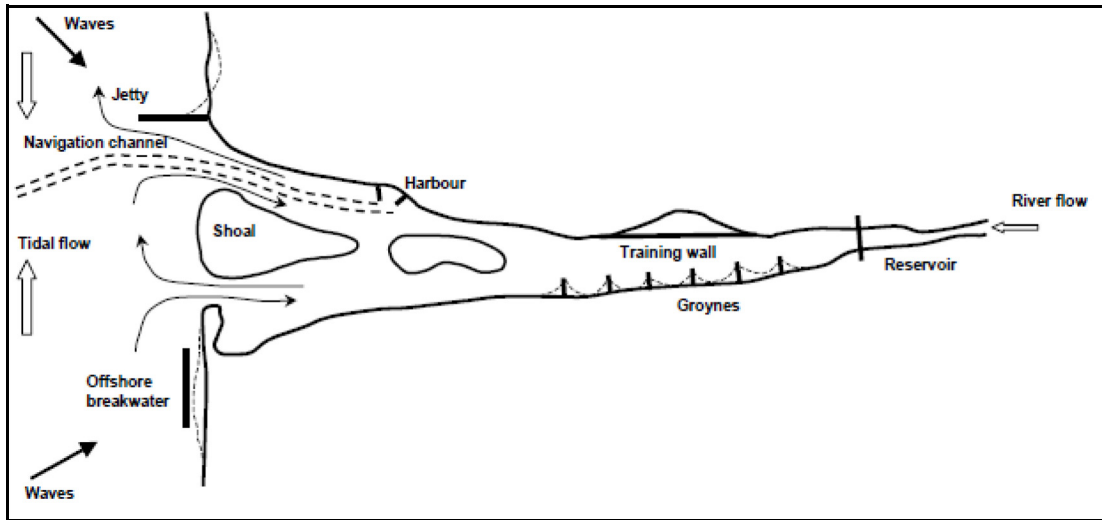 Waves
Jetty
Navigation channel
Harbour
River flow
Shoal
Tidal flow
Training wall
Reservoir
Groynes
Offshore
breakwater
Waves